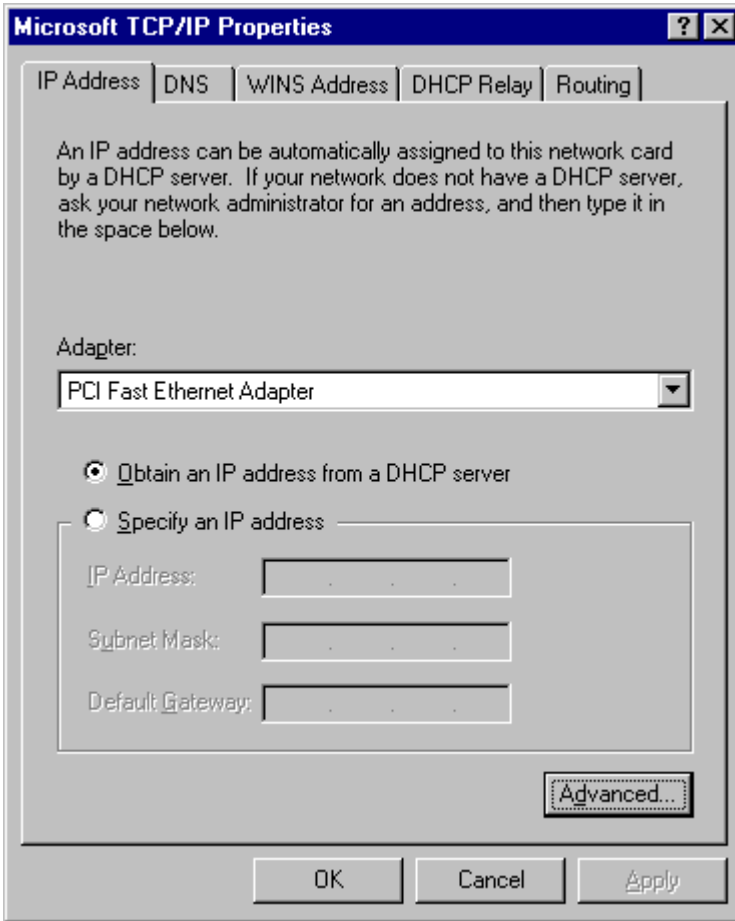 Microsoft TCP/IP Properties
IP Address DNS WINS Address DHCP Relay Routing
An IP address can be automatically assigned to this network card
by a DHCP server. If your network does not have a DHCP server,
ask your network administrator for an address, and then type it in
the space below.
Adapter:
PCI Fast Ethernet Adapter
Obtain an IP address from a DHCP server
Specify an IP address
IP Address:
Subnet Mask:
Default Gateway:
Advanced...
OK Cancel Apply